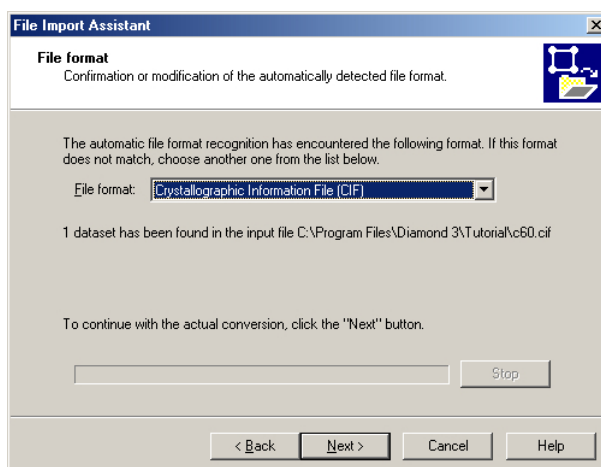 File Import Assistant
File format
Confirmation or modification of the automatically detected file format.
The automatic file format recognition has encountered the following format. If this format
does not match, choose another one from the list below.
File format: Crystallographic Information File (CIF)
1 dataset has been found in the input file C:\Program Files\Diamond 3\Tutorial\c60.cif
To continue with the actual conversion, click the "Next" button.
Stop
< Back Next > Cancel Help